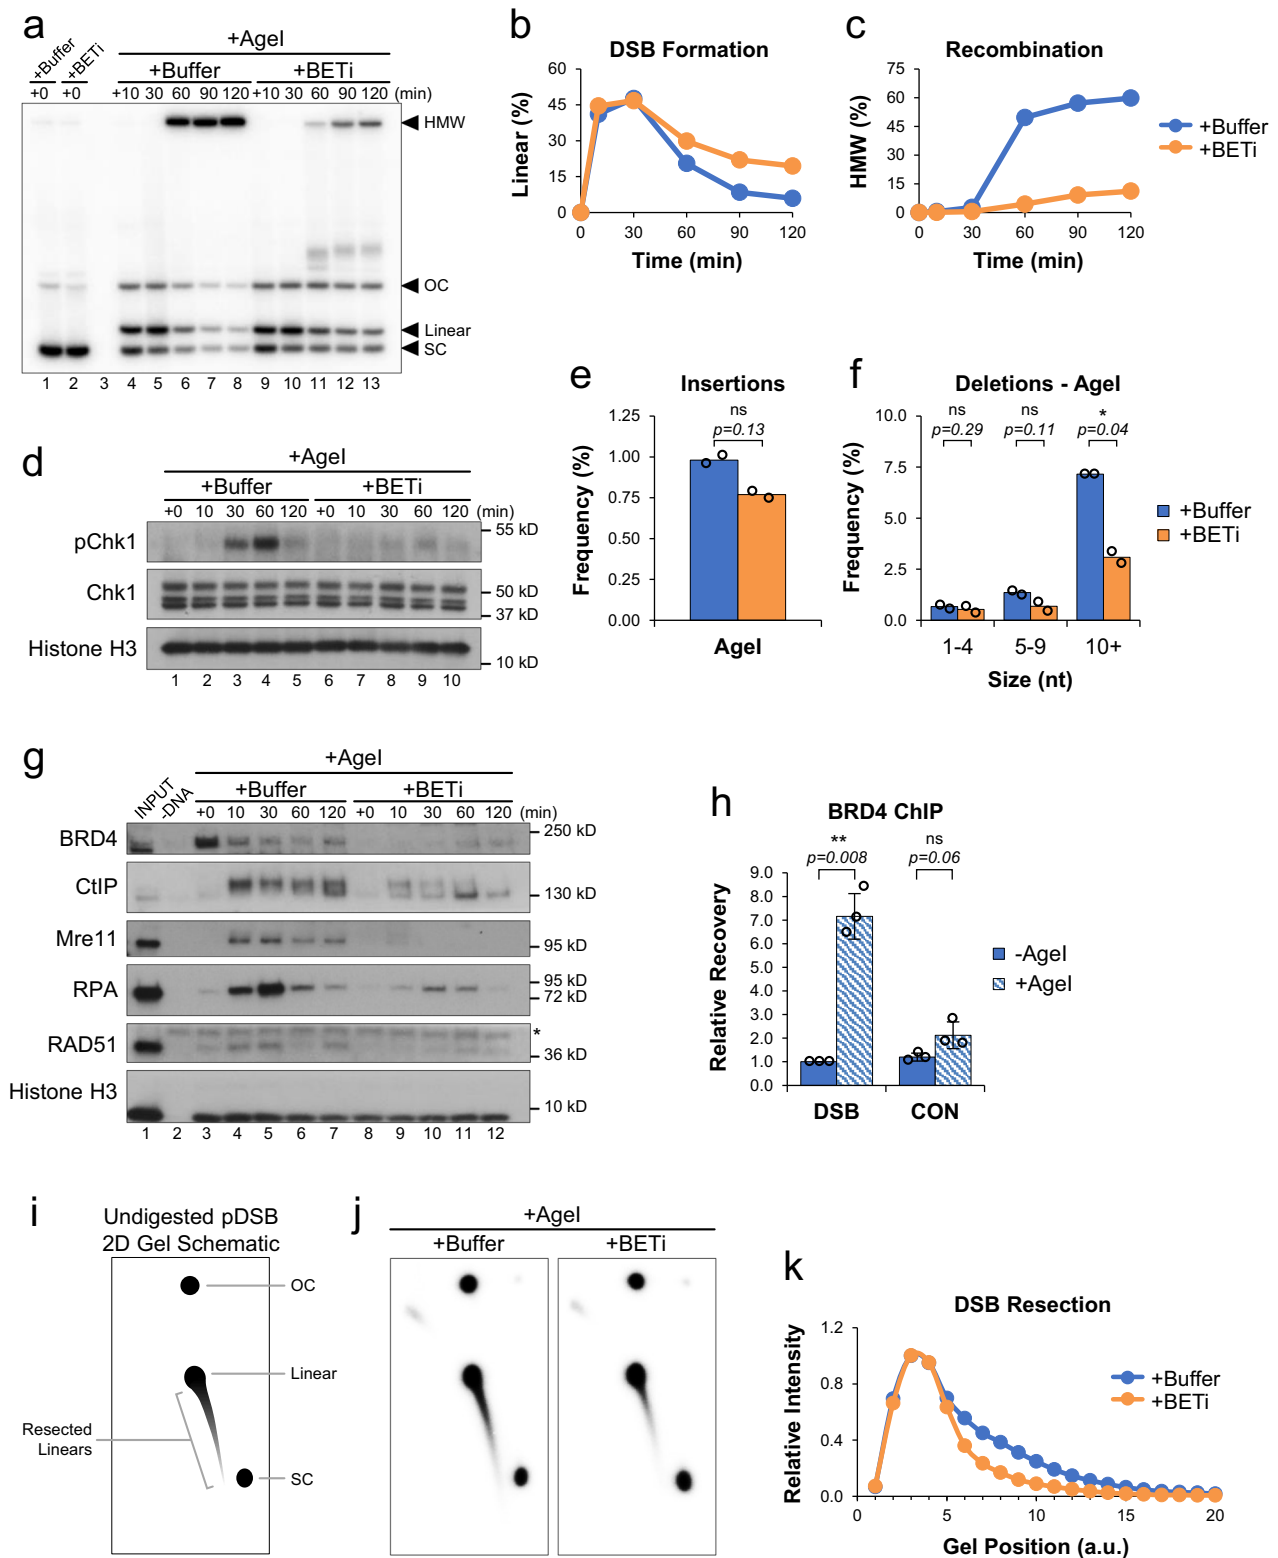 a
+Buffer
+BETi
+AgeI
+Buffer
+BETi
+0 +0 +10 30 60 90 120 +10 30 60 90 120 (min)
HMW
OC
Linear
SC
1 2 3 4 5 6 7 8 9 10 11 12 13
b
DSB Formation
Linear (%)
60
45
30
15
0
0 30 60 90 120
Time (min)
c
Recombination
HMW (%)
75
60
45
30
15
0
0 30 60 90 120
Time (min)
+Buffer
+BETi
d
+AgeI
+Buffer +BETi
+0 10 30 60 120 +0 10 30 60 120 (min)
pChk1
55 kD
Chk1
50 kD
37 kD
Histone H3
10 kD
1 2 3 4 5 6 7 8 9 10
e
Insertions
ns
p=0.13
Frequency (%)
1.25
1.00
0.75
0.50
0.25
0.00
AgeI
f
Deletions - AgeI
ns ns *
p=0.29 p=0.11 p=0.04
Frequency (%)
10.0
7.5
5.0
2.5
0.0
1-4 5-9 10+
Size (nt)
+Buffer
+BETi
g
+AgeI
+Buffer +BETi
INPUT
-DNA
+0 10 30 60 120 +0 10 30 60 120 (min)
BRD4
250 kD
CtIP
130 kD
Mre11
95 kD
RPA
95 kD
72 kD
RAD51
*
36 kD
Histone H3
10 kD
1 2 3 4 5 6 7 8 9 10 11 12
h
BRD4 ChIP
** ns
p=0.008 p=0.06
Relative Recovery
9.0
8.0
7.0
6.0
5.0
4.0
3.0
2.0
1.0
0.0
DSB CON
-AgeI
+AgeI
i
Undigested pDSB
2D Gel Schematic
OC
Linear
Resected
Linears
SC
j
+AgeI
+Buffer +BETi
k
DSB Resection
Relative Intensity
1.2
0.8
0.4
0.0
0 5 10 15 20
Gel Position (a.u.)
+Buffer
+BETi